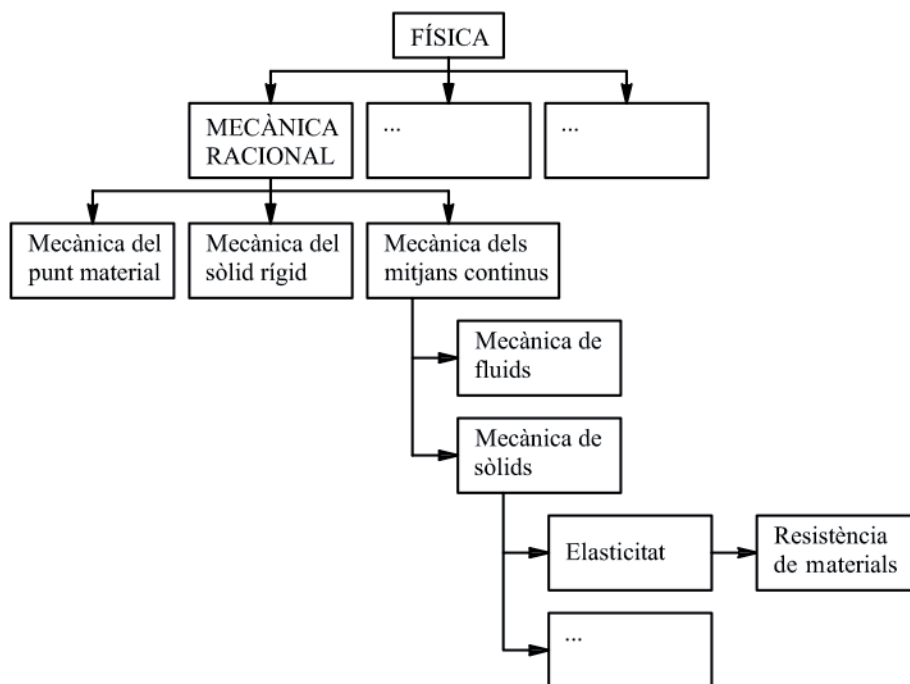 FÍSICA
MECÀNICA
RACIONAL
...
...
Mecànica del
punt material
Mecànica del
sòlid rígid
Mecànica dels
mitjans continus
Mecànica de
fluids
Mecànica de
sòlids
Elasticitat
Resistència
de materials
...